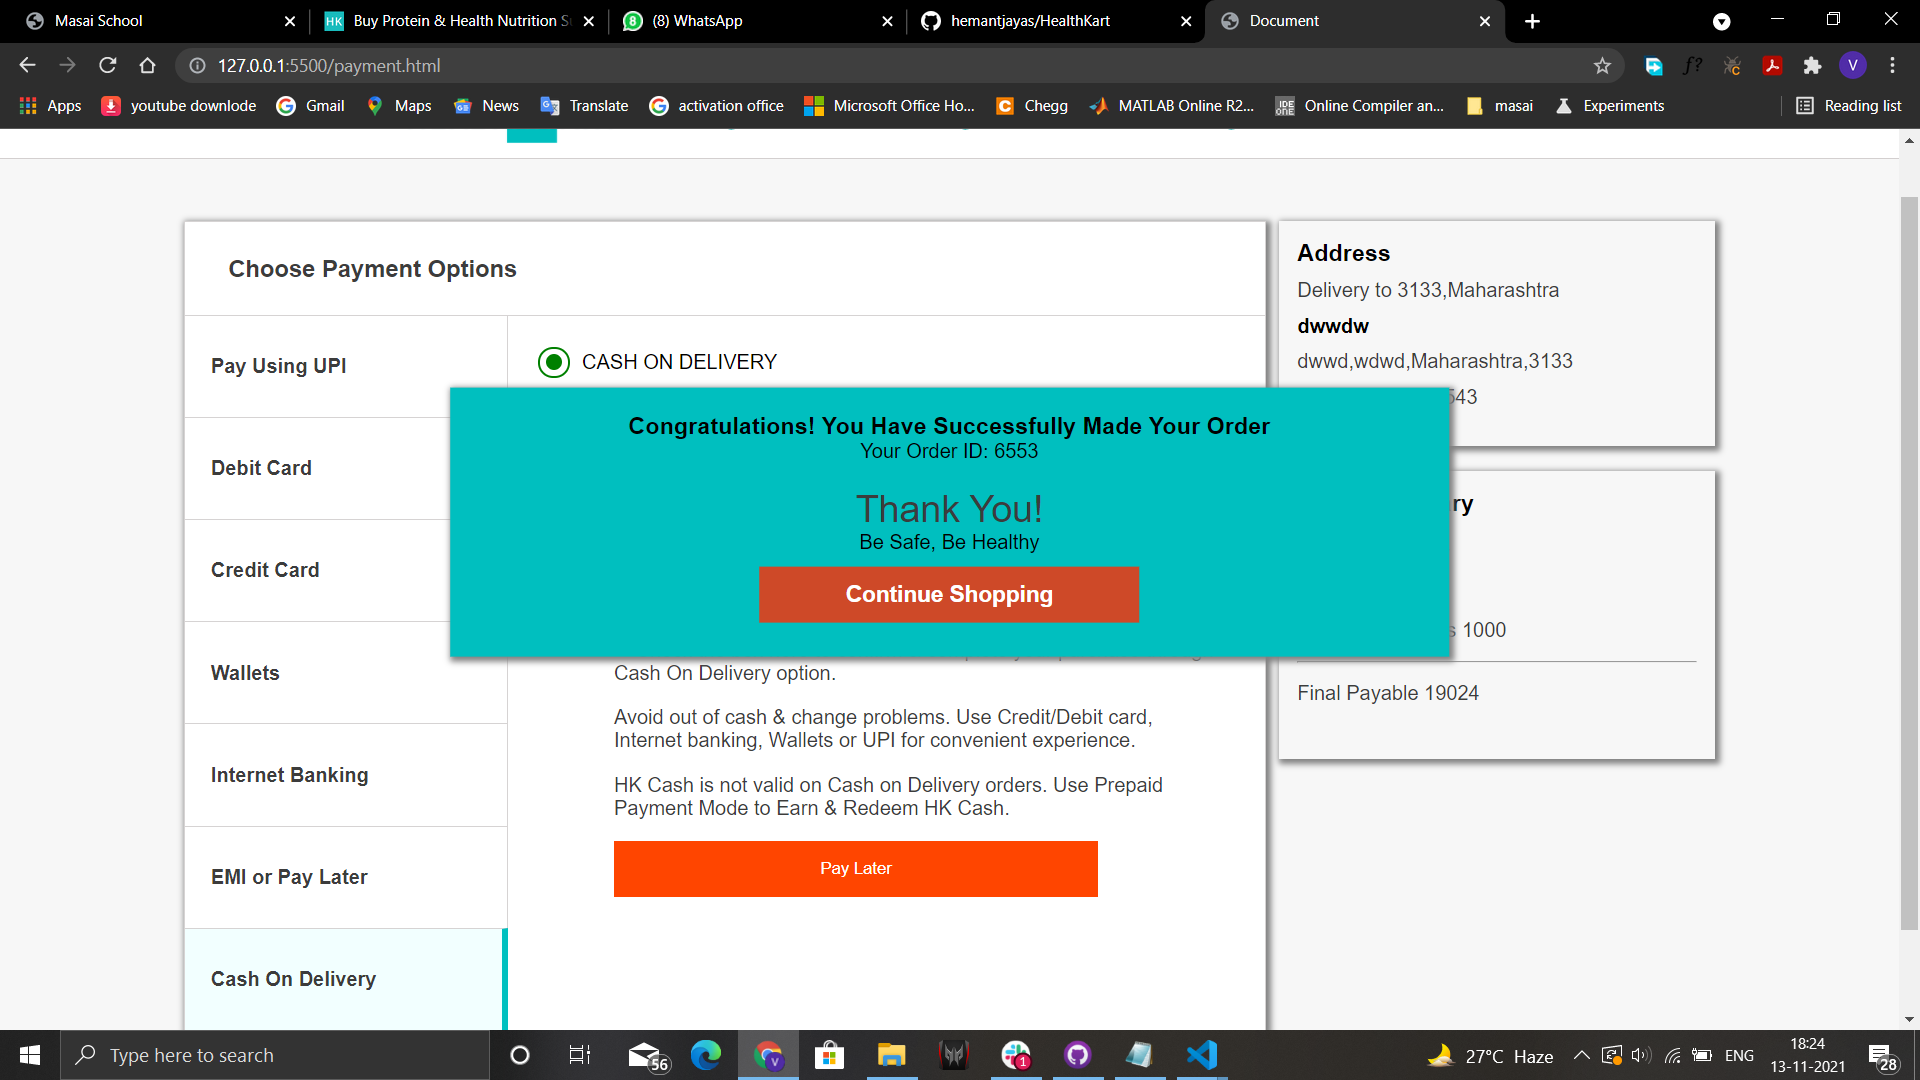 Masai School
HK Buy Protein & Health Nutrition S
8 (8) WhatsApp
hemantjayas/HealthKart
Document
127.0.0.1:5500/payment.html
f?
C
V
Apps
youtube downlode
Gmail
Maps
News
Translate
activation office
Microsoft Office Ho...
C Chegg
MATLAB Online R2...
IDE ONE Online Compiler an...
masai
Experiments
Reading list
Choose Payment Options
Pay Using UPI
Debit Card
Credit Card
Wallets
Internet Banking
EMI or Pay Later
Cash On Delivery
CASH ON DELIVERY
Congratulations! You Have Successfully Made Your Order
Your Order ID: 6553
Thank You!
Be Safe, Be Healthy
Continue Shopping
Cash On Delivery option.
Avoid out of cash & change problems. Use Credit/Debit card,
Internet banking, Wallets or UPI for convenient experience.
HK Cash is not valid on Cash on Delivery orders. Use Prepaid
Payment Mode to Earn & Redeem HK Cash.
Pay Later
Address
Delivery to 3133,Maharashtra
dwwdw
dwwd,wdwd,Maharashtra,3133
543
ry
s 1000
Final Payable 19024
Type here to search
56
V
1
27°C Haze
ENG
18:24
13-11-2021
28